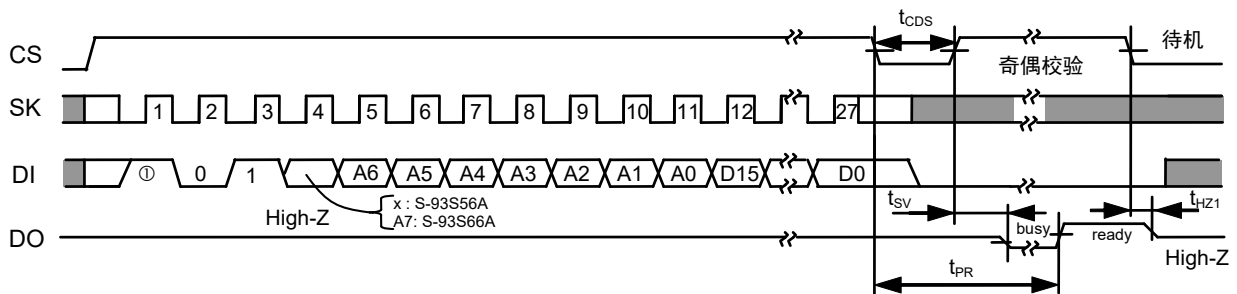 tCDS
CS
待机
奇偶校验
SK 1 2 3 4 5 6 7 8 9 10 11 12 27
DI ① 0 1 A6 A5 A4 A3 A2 A1 A0 D15 D0
x : S-93S56A
A7: S-93S66A
High-Z
tSV
tHZ1
DO
busy
ready
High-Z
tPR